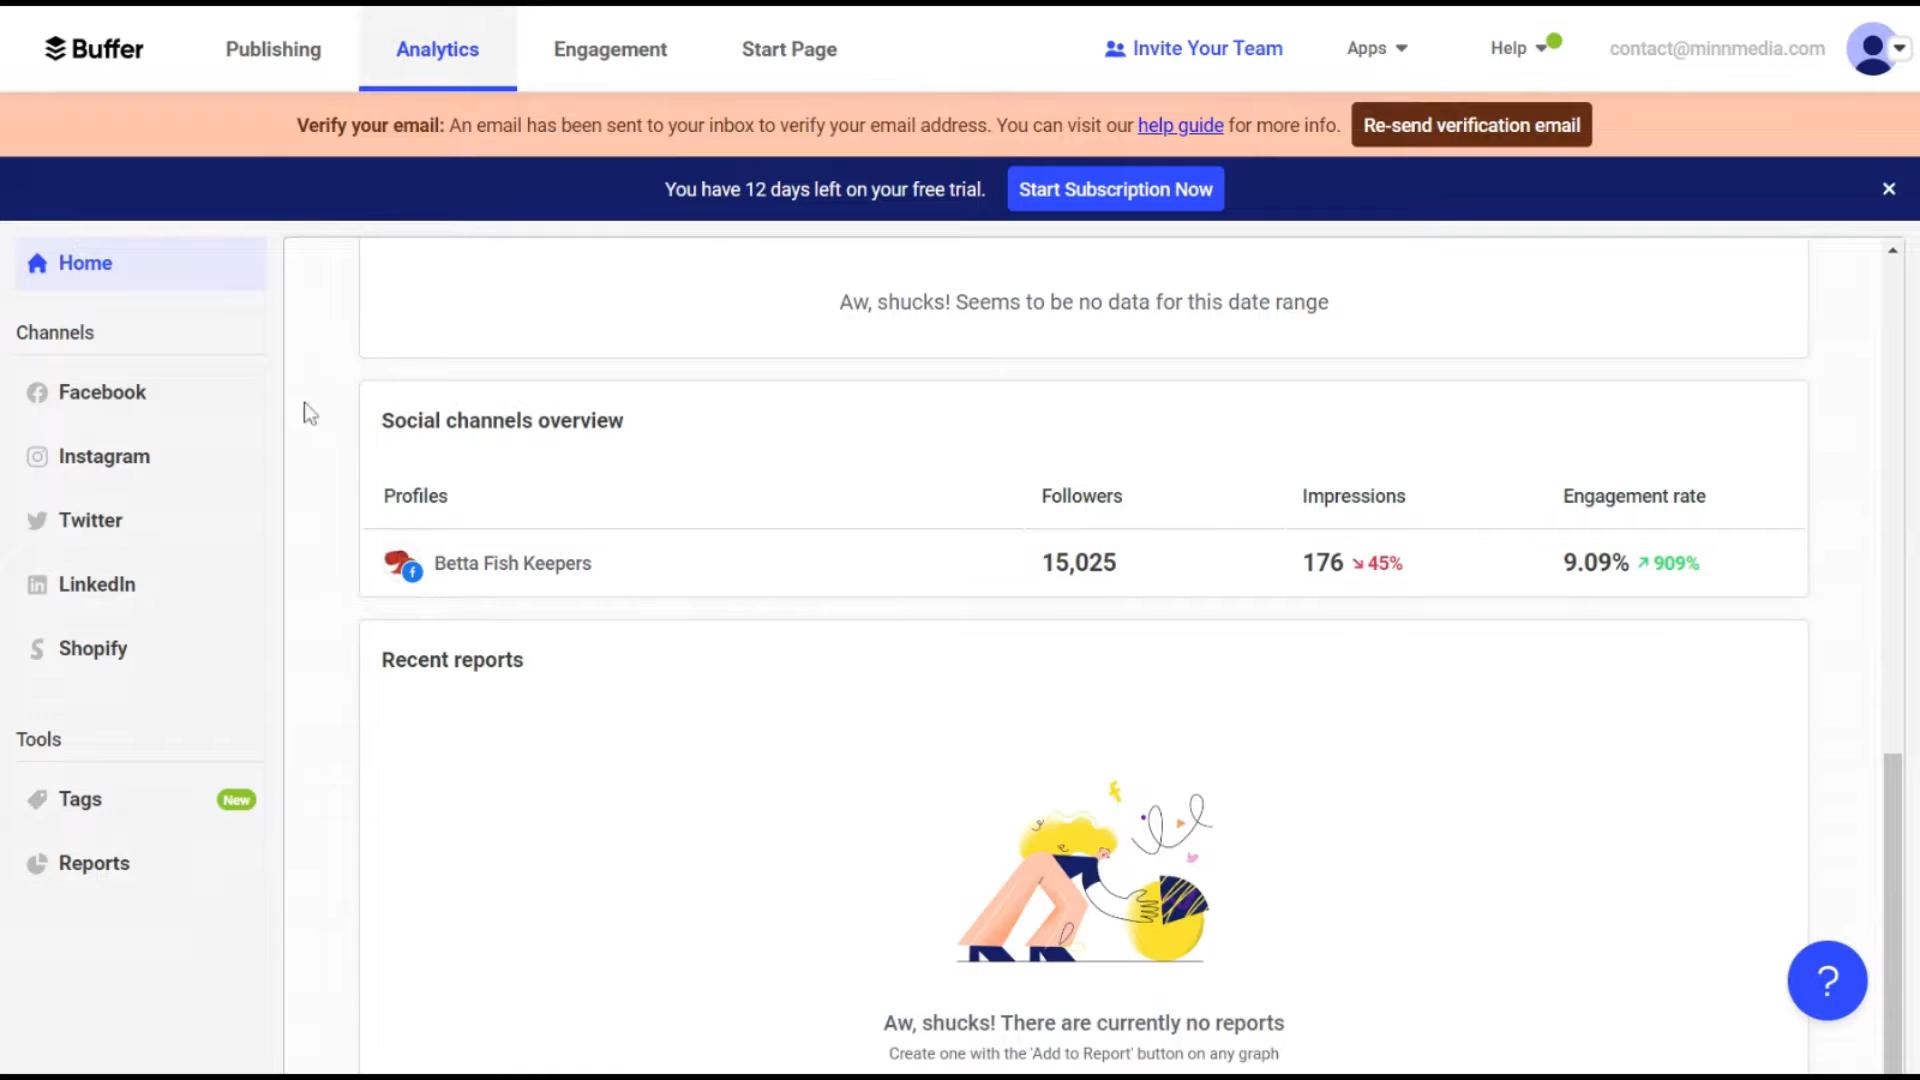 Buffer
Publishing
Analytics
Engagement
Start Page
Invite Your Team
Apps
Help
contact@minnmedia.com
Verify your email: An email has been sent to your inbox to verify your email address. You can visit our help guide for more info.
Re-send verification email
You have 12 days left on your free trial.
Start Subscription Now
Home
Channels
Facebook
Instagram
Twitter
LinkedIn
Shopify
Tools
Tags
New
Reports
Aw, shucks! Seems to be no data for this date range
Social channels overview
Profiles
Followers
Impressions
Engagement rate
Betta Fish Keepers
15,025
176 45%
9.09% 909%
Recent reports
Aw, shucks! There are currently no reports
Create one with the 'Add to Report' button on any graph
?